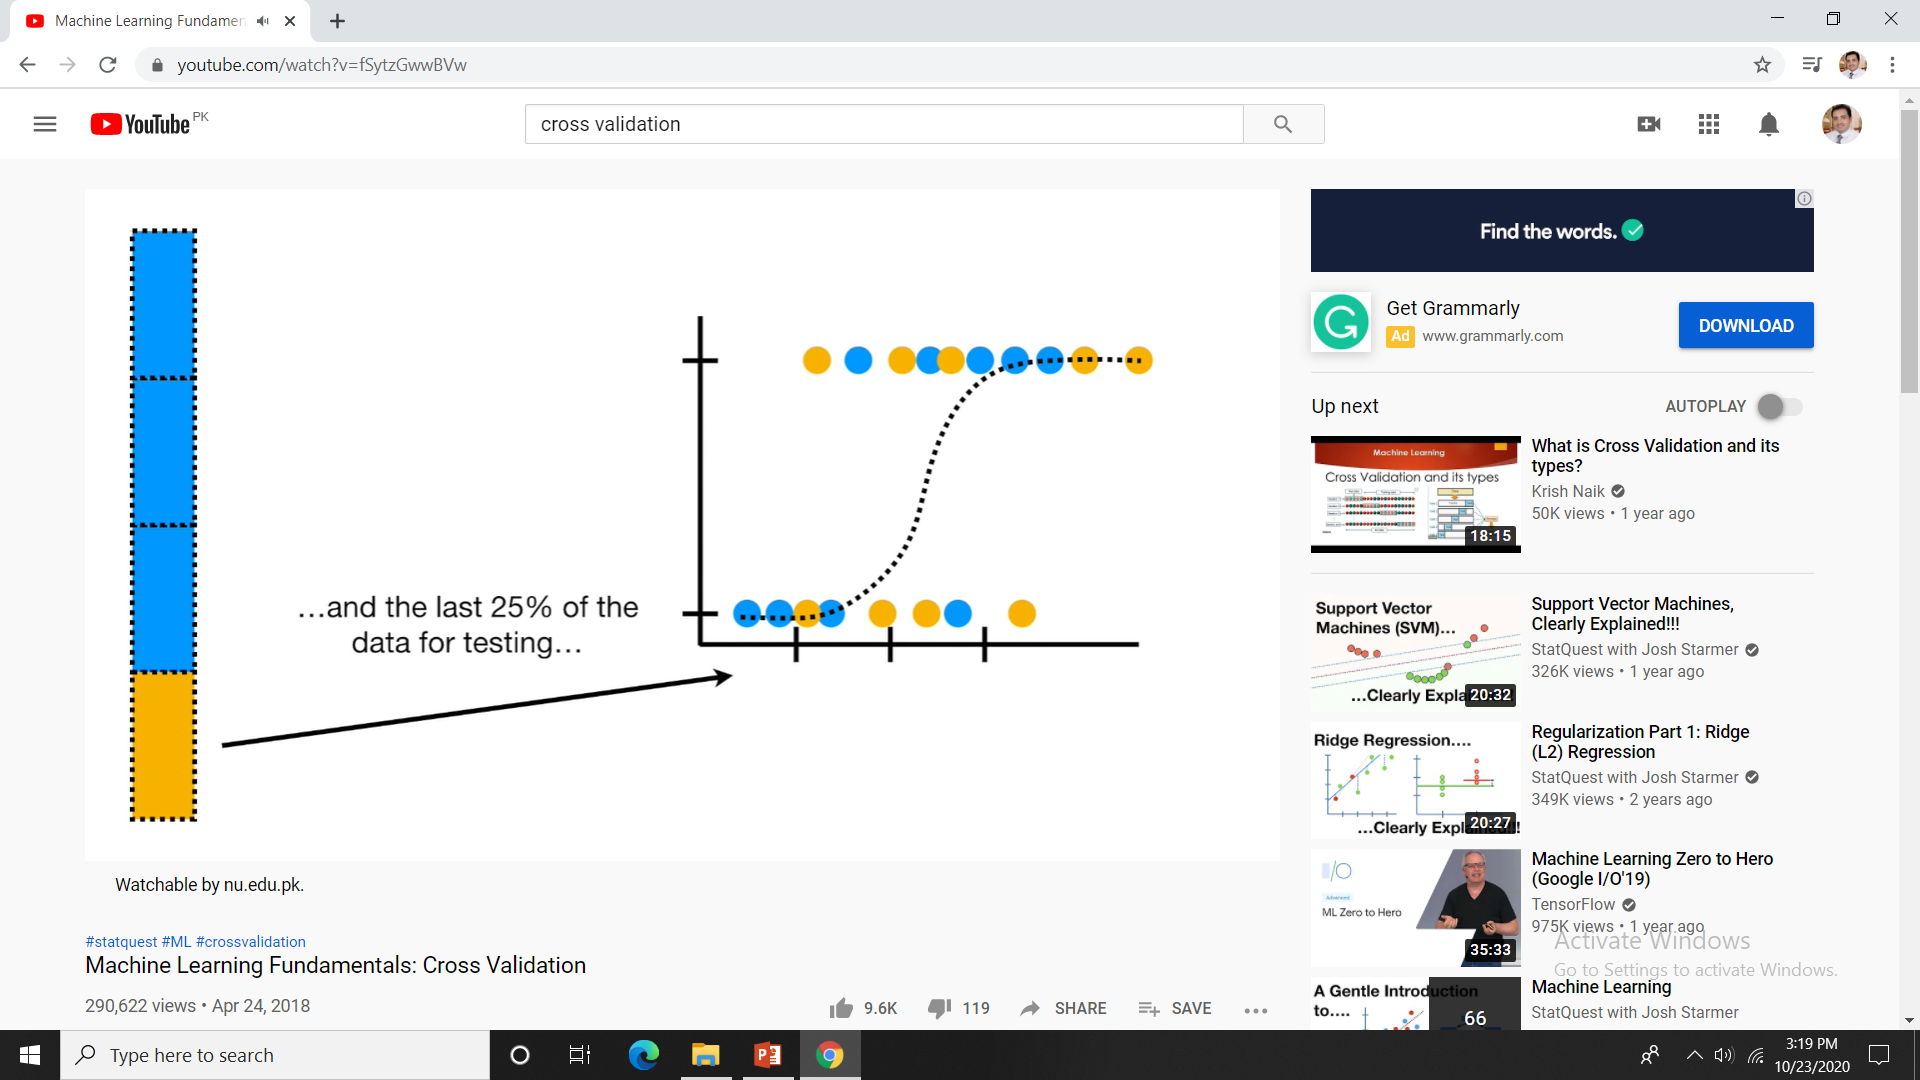 Machine Learning Fundamen
youtube.com/watch?v=fSytzGwwBVw
YouTube PK
cross validation
…and the last 25% of the
data for testing…
Watchable by nu.edu.pk.
#statquest #ML #crossvalidation
Machine Learning Fundamentals: Cross Validation
290,622 views • Apr 24, 2018
9.6K 119 SHARE SAVE
Find the words.
Get Grammarly
Ad www.grammarly.com
DOWNLOAD
Up next
AUTOPLAY
Machine Learning
Cross Validation and its types
18:15
What is Cross Validation and its
types?
Krish Naik
50K views • 1 year ago
Support Vector
Machines (SVM)…
…Clearly Expla
20:32
Support Vector Machines,
Clearly Explained!!!
StatQuest with Josh Starmer
326K views • 1 year ago
Ridge Regression….
…Clearly Expl
20:27
Regularization Part 1: Ridge
(L2) Regression
StatQuest with Josh Starmer
349K views • 2 years ago
I/O
ML Zero to Hero
35:33
Machine Learning Zero to Hero
(Google I/O'19)
TensorFlow
975K views • 1 year ago
Activate Windows
Go to Settings to activate Windows.
A Gentle Introduction
to….
66
Machine Learning
StatQuest with Josh Starmer
Type here to search
3:19 PM
10/23/2020